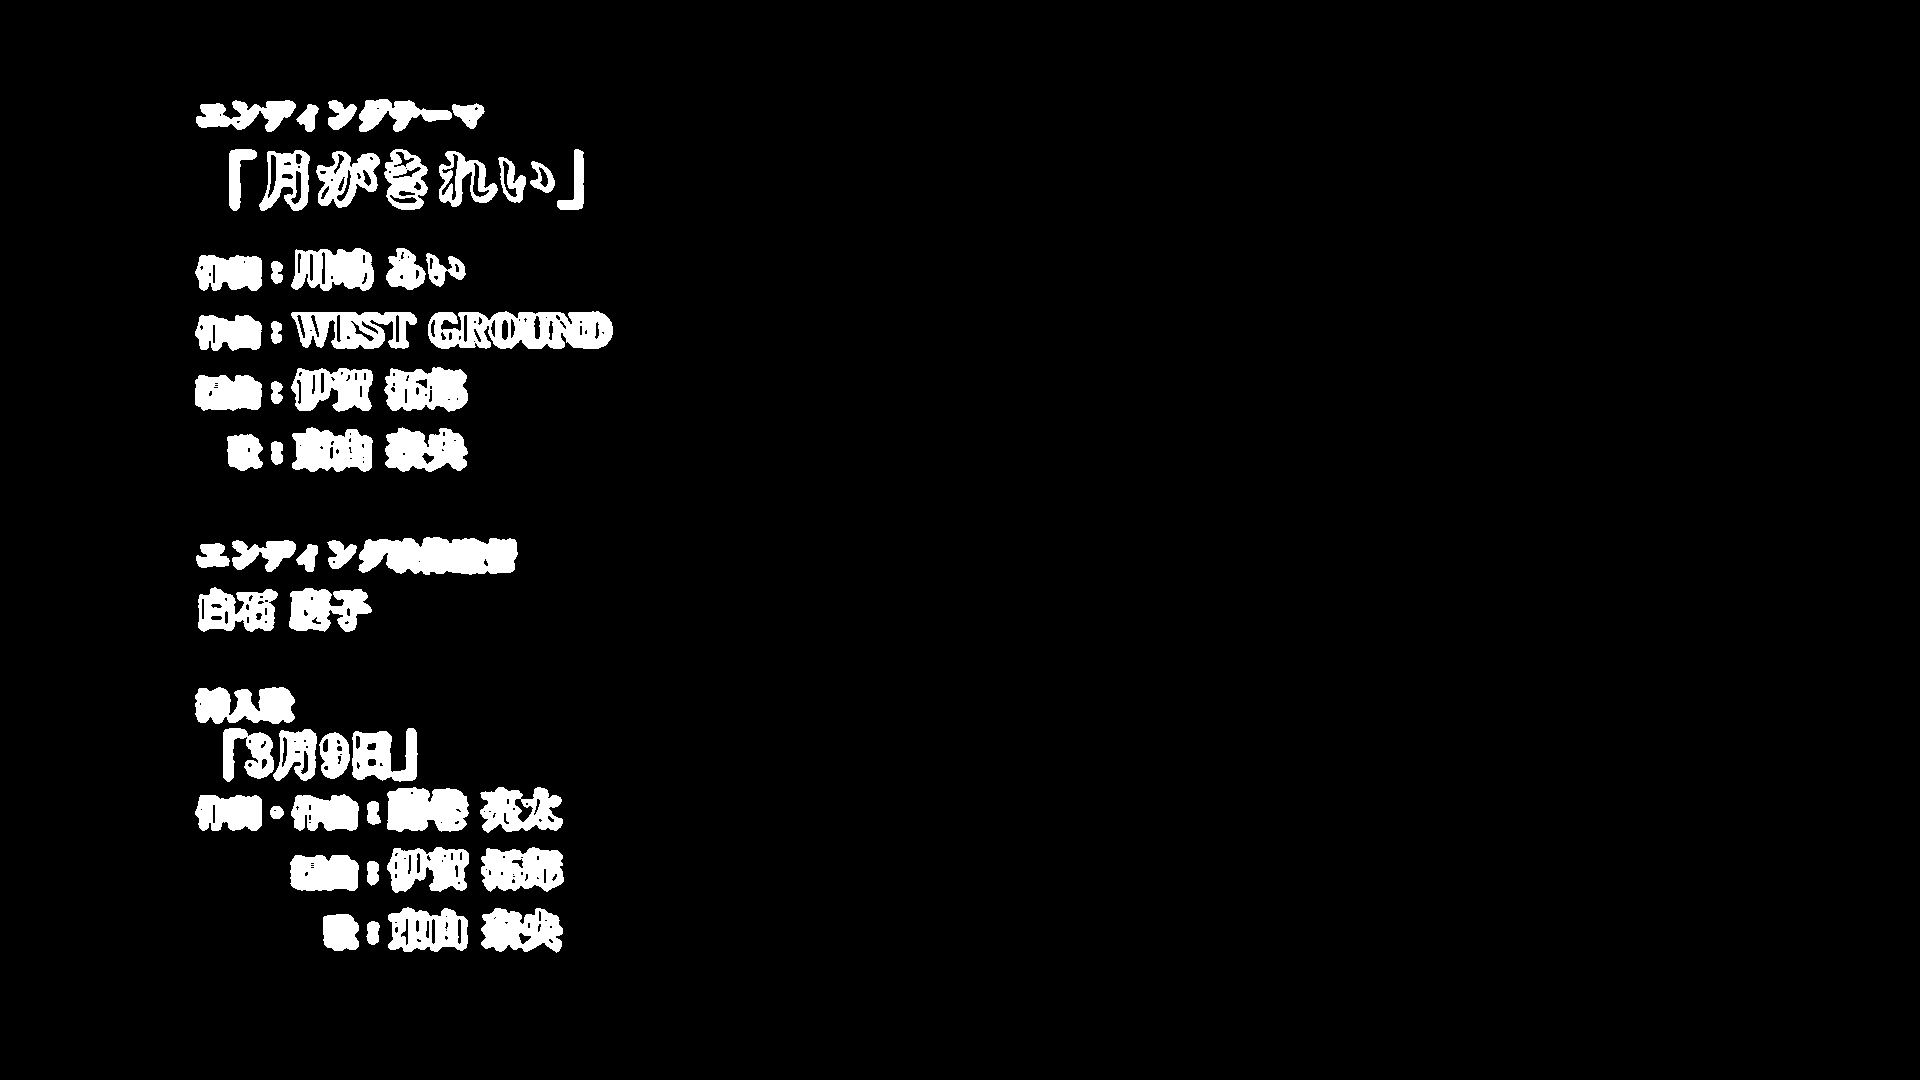 エンディングテーマ
「月がきれい」
作詞：川嶋 あい
作曲：WEST GROUND
編曲：伊賀 拓郎
歌：東山 奈央
エンディング映像監督
白石 慶子
挿入歌
「3月9日」
作詞・作曲：藤巻 亮太
編曲：伊賀 拓郎
歌：東山 奈央